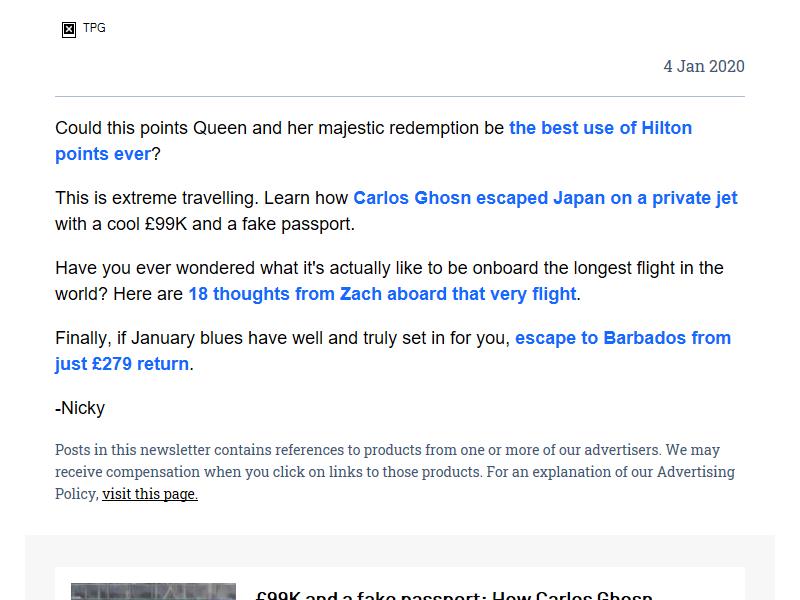 TPG
4 Jan 2020
Could this points Queen and her majestic redemption be the best use of Hilton
points ever?
This is extreme travelling. Learn how Carlos Ghosn escaped Japan on a private jet
with a cool £99K and a fake passport.
Have you ever wondered what it's actually like to be onboard the longest flight in the
world? Here are 18 thoughts from Zach aboard that very flight.
Finally, if January blues have well and truly set in for you, escape to Barbados from
just £279 return.
-Nicky
Posts in this newsletter contains references to products from one or more of our advertisers. We may
receive compensation when you click on links to those products. For an explanation of our Advertising
Policy, visit this page.
£99K and a fake passport: How Carlos Ghosn